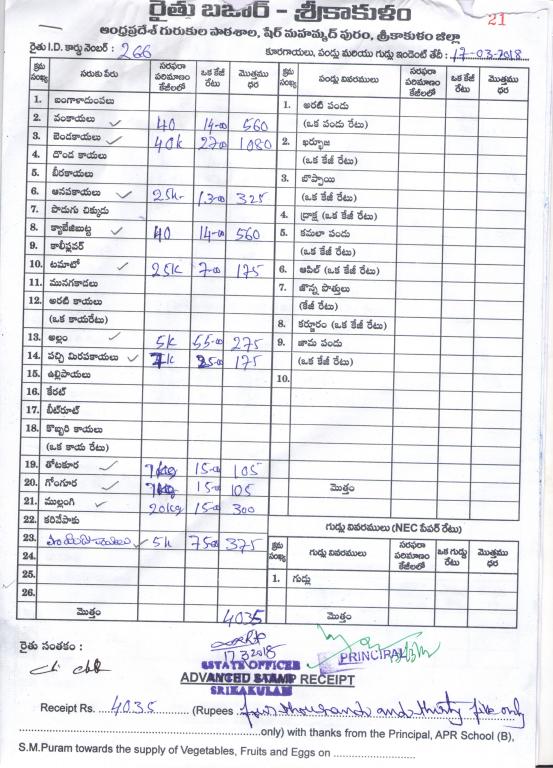 21
రైతు బజార్ - శ్రీకాకుళం
ఆంధ్రప్రదేశ్ గురుకుల పాఠశాల, షేర్ మహమ్మద్ పురం, శ్రీకాకుళం జిల్లా
రైతు I.D. కార్డు నెంబర్ : 266 కూరగాయలు, పండ్లు మరియు గుడ్లు ఇండెంట్ తేదీ : 17-03-2018
క్రమ సంఖ్య సరుకు పేరు సరఫరా పరిమాణం కేజీలలో ఒక కేజీ రేటు మొత్తము ధర
1. బంగాళాదుంపలు
2. వంకాయలు 40 14-00 560
3. బెండకాయలు 40k 27-00 1080
4. దొండ కాయలు
5. బీరకాయలు
6. ఆనపకాయలు 25k 13-00 325
7. పాదుగు చిక్కుడు
8. క్యాబేజిబుట్ట 40 14-00 560
9. కాలీఫ్లవర్
10. టమాటో 25k 7-00 175
11. మునగకాడలు
12. అరటి కాయలు
(ఒక కాయరేటు)
13. అల్లం 5k 55-00 275
14. పచ్చి మిరపకాయలు 7k 25-00 175
15. ఉల్లిపాయలు
16. కేరట్
17. బీట్‌రూట్
18. కొబ్బరి కాయలు
(ఒక కాయ రేటు)
19. తోటకూర 7kg 15-00 105
20. గోంగూర 7kg 15-00 105
21. ముల్లంగి 20kg 15-00 300
22. కరివేపాకు
23. 5k 75-00 375
24.
25.
26.
మొత్తం 4035
క్రమ సంఖ్య పండ్లు వివరములు సరఫరా పరిమాణం కేజీలలో ఒక కేజీ రేటు మొత్తము ధర
1. అరటి పండు
(ఒక పండు రేటు)
2. ఖర్భూజ
(ఒక కేజీ రేటు)
3. బొప్పాయి
(ఒక కేజీ రేటు)
4. ద్రాక్ష (ఒక కేజీ రేటు)
5. కమలా పండు
(ఒక కేజీ రేటు)
6. ఆపిల్ (ఒక కేజీ రేటు)
7. జొన్న పొత్తులు
(కేజీ రేటు)
8. కర్జూరం (ఒక కేజీ రేటు)
9. జామ పండు
(ఒక కేజీ రేటు)
10.
మొత్తం
గుడ్లు వివరములు (NEC పేపర్ రేటు)
క్రమ సంఖ్య గుడ్లు వివరములు సరఫరా పరిమాణం కేజీలలో ఒక గుడ్డు రేటు మొత్తము ధర
1. గుడ్లు
మొత్తం
రైతు సంతకం :
17.3.2018
ESTATE OFFICER
PRINCIPAL
ADVANCED STAMP RECEIPT
SRIKAKULAM
Receipt Rs. 4035 (Rupees four thousand and thirty five only
only) with thanks from the Principal, APR School (B),
S.M.Puram towards the supply of Vegetables, Fruits and Eggs on